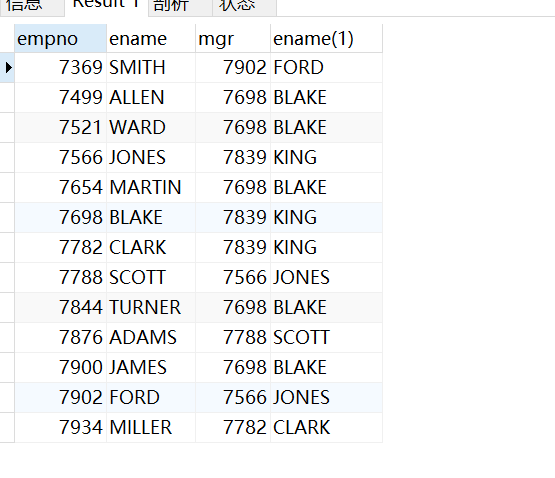 信息 Result 1 剖析 状态
empno ename mgr ename(1)
7369 SMITH 7902 FORD
7499 ALLEN 7698 BLAKE
7521 WARD 7698 BLAKE
7566 JONES 7839 KING
7654 MARTIN 7698 BLAKE
7698 BLAKE 7839 KING
7782 CLARK 7839 KING
7788 SCOTT 7566 JONES
7844 TURNER 7698 BLAKE
7876 ADAMS 7788 SCOTT
7900 JAMES 7698 BLAKE
7902 FORD 7566 JONES
7934 MILLER 7782 CLARK